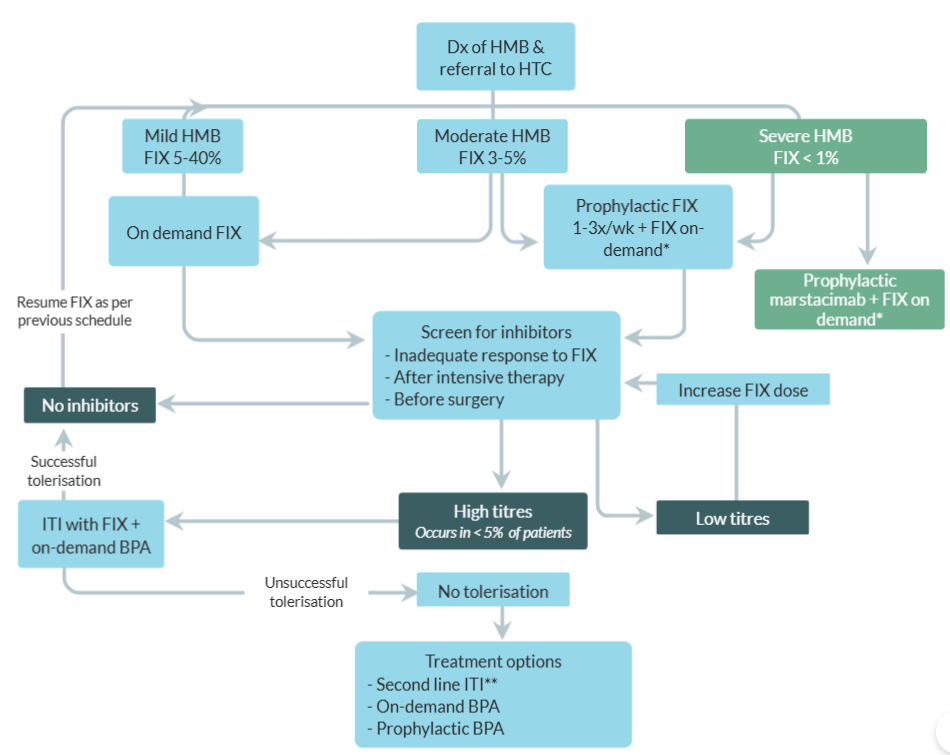 Dx of HMB &
referral to HTC
Mild HMB
FIX 5-40%
Moderate HMB
FIX 3-5%
Severe HMB
FIX < 1%
On demand FIX
Prophylactic FIX
1-3x/wk + FIX on-
demand*
Prophylactic
marstacimab + FIX on
demand*
Resume FIX as per
previous schedule
Screen for inhibitors
- Inadequate response to FIX
- After intensive therapy
- Before surgery
Increase FIX dose
No inhibitors
Successful
tolerisation
High titres
Occurs in < 5% of patients
Low titres
ITI with FIX +
on-demand BPA
Unsuccessful
tolerisation
No tolerisation
Treatment options
- Second line ITI**
- On-demand BPA
- Prophylactic BPA